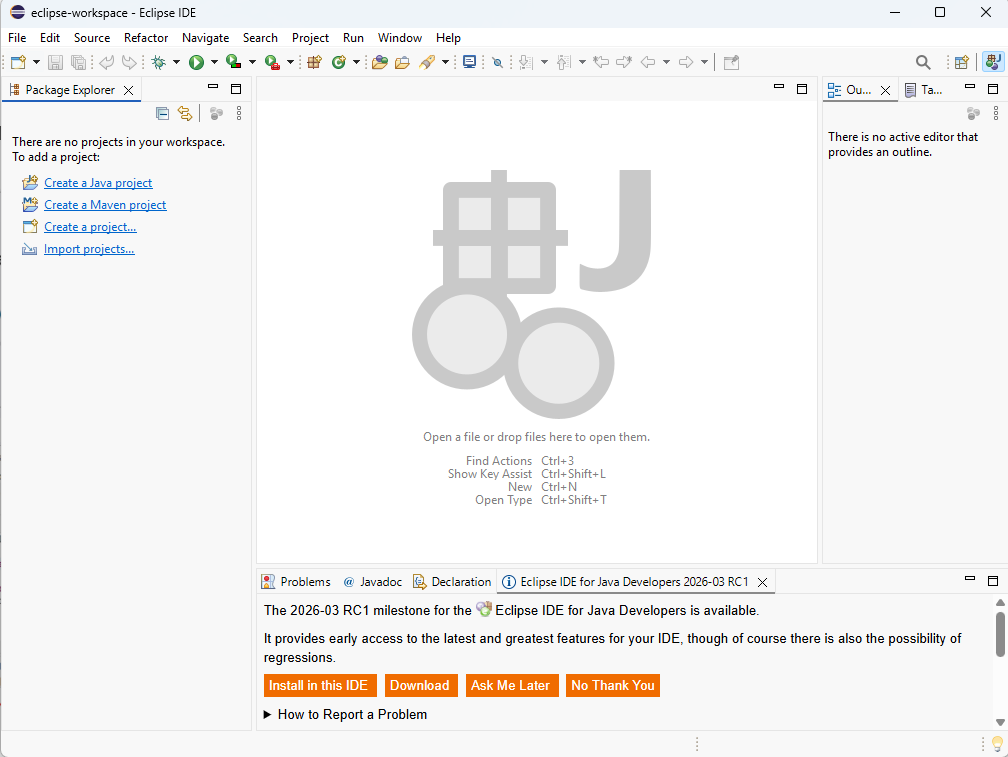 eclipse-workspace - Eclipse IDE
File Edit Source Refactor Navigate Search Project Run Window Help
Package Explorer
There are no projects in your workspace.
To add a project:
Create a Java project
Create a Maven project
Create a project...
Import projects...
J
Open a file or drop files here to open them.
Find Actions Ctrl+3
Show Key Assist Ctrl+Shift+L
New Ctrl+N
Open Type Ctrl+Shift+T
Ou... Ta...
There is no active editor that
provides an outline.
Problems @ Javadoc Declaration Eclipse IDE for Java Developers 2026-03 RC1
The 2026-03 RC1 milestone for the Eclipse IDE for Java Developers is available.
It provides early access to the latest and greatest features for your IDE, though of course there is also the possibility of
regressions.
Install in this IDE Download Ask Me Later No Thank You
How to Report a Problem